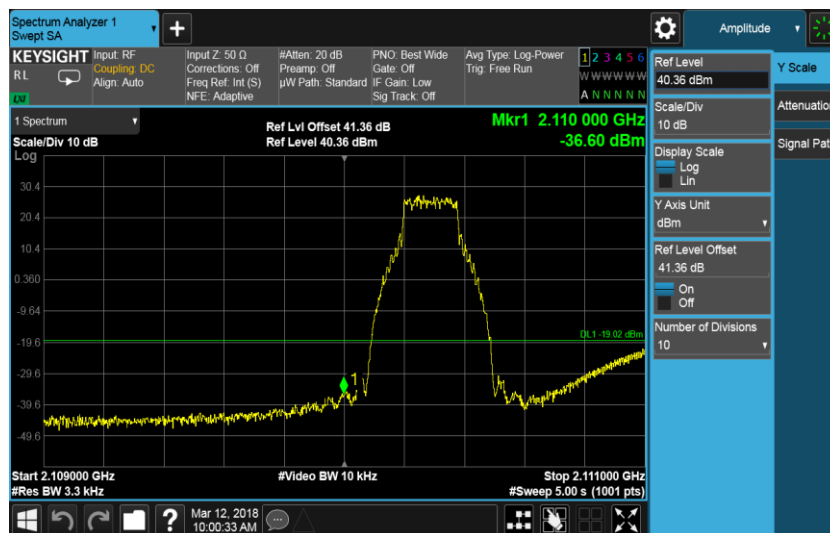 Spectrum Analyzer 1
Swept SA
+
Amplitude
KEYSIGHT
RL
LXI
Input: RF
Coupling: DC
Align: Auto
Input Z: 50 Ω
Corrections: Off
Freq Ref: Int (S)
NFE: Adaptive
#Atten: 20 dB
Preamp: Off
µW Path: Standard
PNO: Best Wide
Gate: Off
IF Gain: Low
Sig Track: Off
Avg Type: Log-Power
Trig: Free Run
1 2 3 4 5 6
W W W W W W
A N N N N N
1 Spectrum
Scale/Div 10 dB
Log
Ref Lvl Offset 41.36 dB
Ref Level 40.36 dBm
Mkr1 2.110 000 GHz
-36.60 dBm
30.4
20.4
10.4
0.360
-9.64
-19.6
-29.6
-39.6
-49.6
DL1 -19.02 dBm
1
Start 2.109000 GHz
#Res BW 3.3 kHz
#Video BW 10 kHz
Stop 2.111000 GHz
#Sweep 5.00 s (1001 pts)
Ref Level
40.36 dBm
Scale/Div
10 dB
Display Scale
Log
Lin
Y Axis Unit
dBm
Ref Level Offset
41.36 dB
On
Off
Number of Divisions
10
Y Scale
Attenuation
Signal Pat
?
Mar 12, 2018
10:00:33 AM